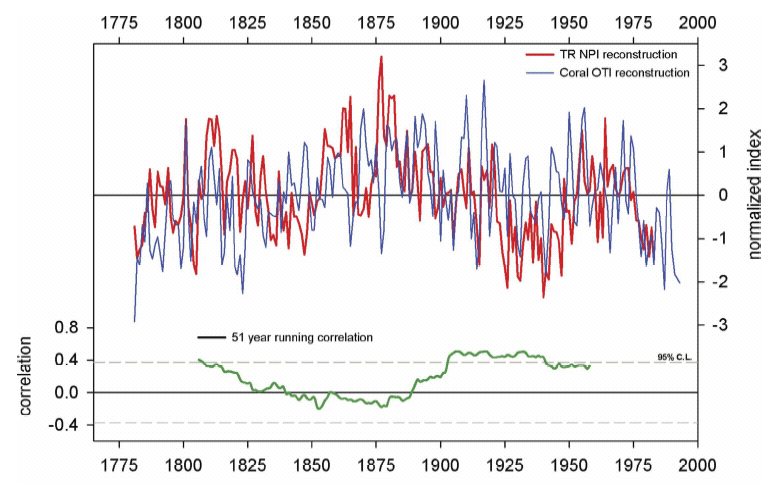 1775 1800 1825 1850 1875 1900 1925 1950 1975 2000
TR NPI reconstruction
Coral OTI reconstruction
3
2
1
0
-1
-2
-3
normalized index
0.8
0.4
0.0
-0.4
correlation
51 year running correlation
95% C.L.
1775 1800 1825 1850 1875 1900 1925 1950 1975 2000